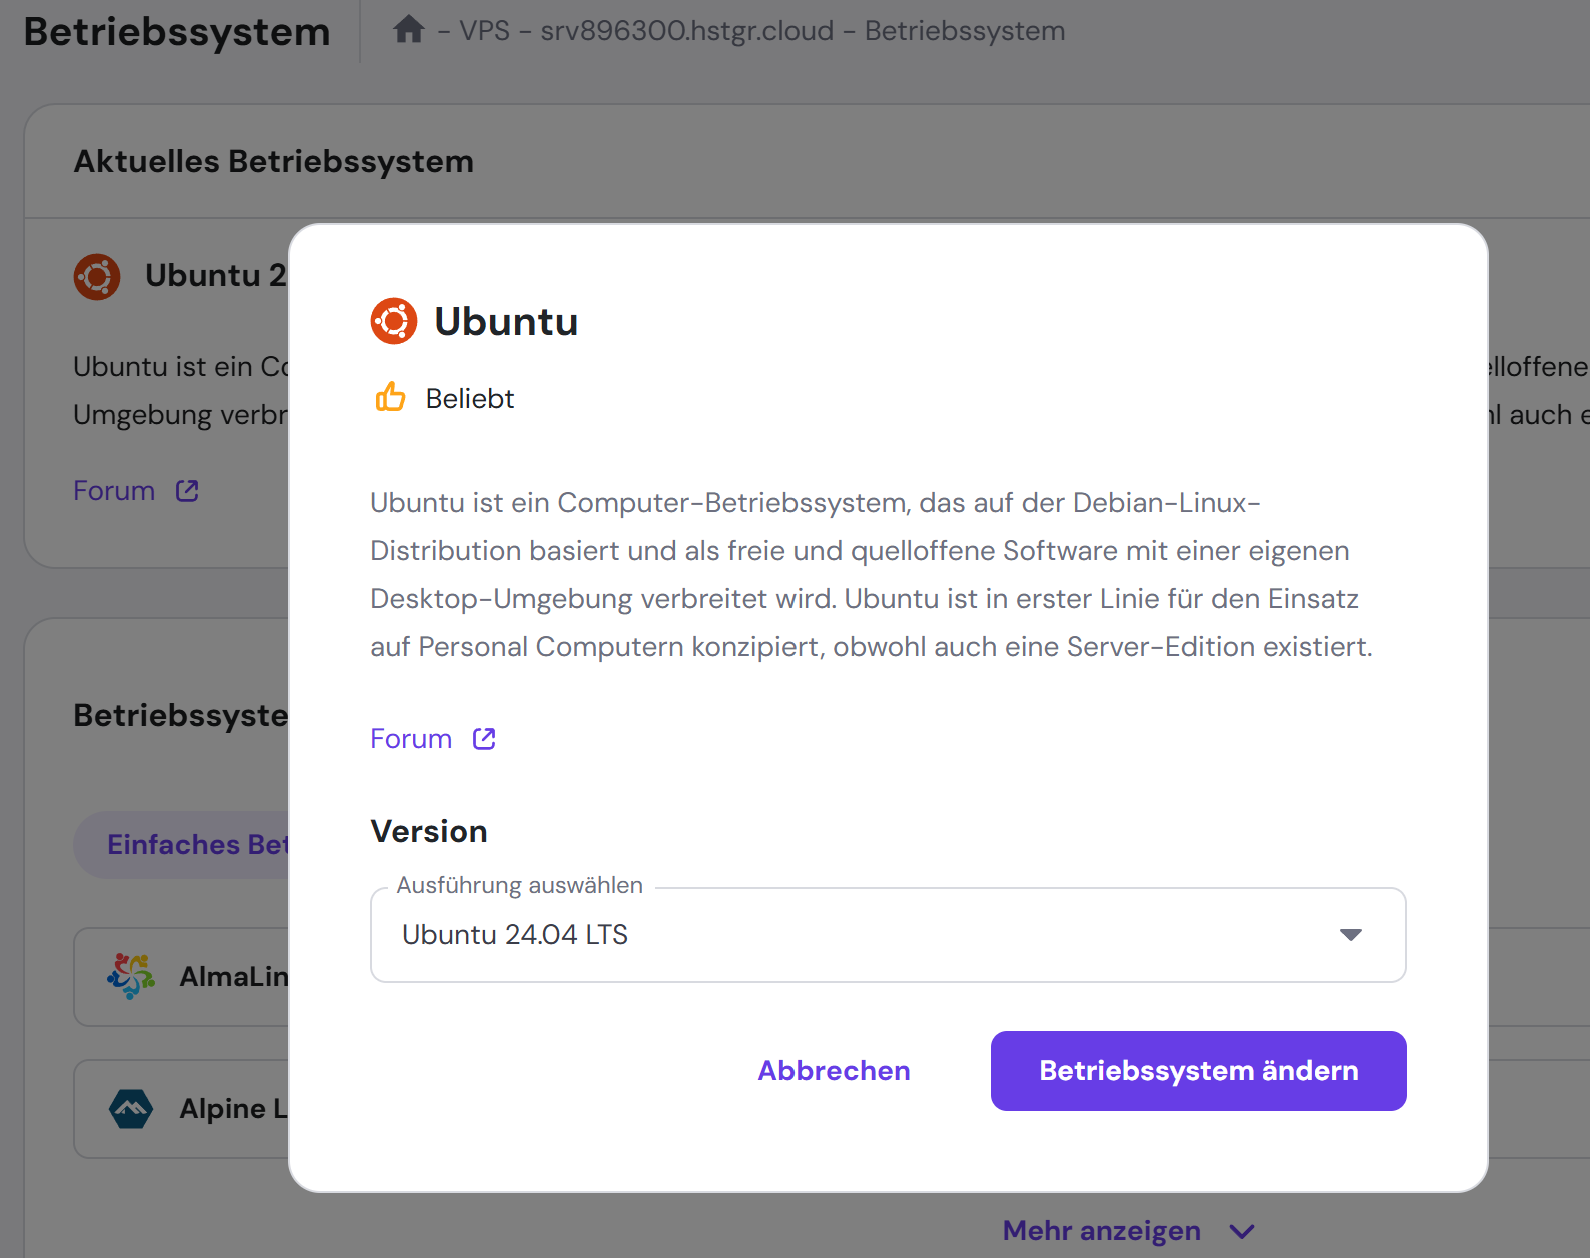 Betriebssystem
– VPS – srv896300.hstgr.cloud – Betriebssystem
Aktuelles Betriebssystem
Ubuntu 2
Ubuntu ist ein Co
Umgebung verbr
elloffene
hl auch e
Forum
Ubuntu
Beliebt
Ubuntu ist ein Computer-Betriebssystem, das auf der Debian-Linux-
Distribution basiert und als freie und quelloffene Software mit einer eigenen
Desktop-Umgebung verbreitet wird. Ubuntu ist in erster Linie für den Einsatz
auf Personal Computern konzipiert, obwohl auch eine Server-Edition existiert.
Forum
Version
Ausführung auswählen
Ubuntu 24.04 LTS
Abbrechen
Betriebssystem ändern
Betriebssyste
Einfaches Bet
AlmaLin
Alpine L
Mehr anzeigen